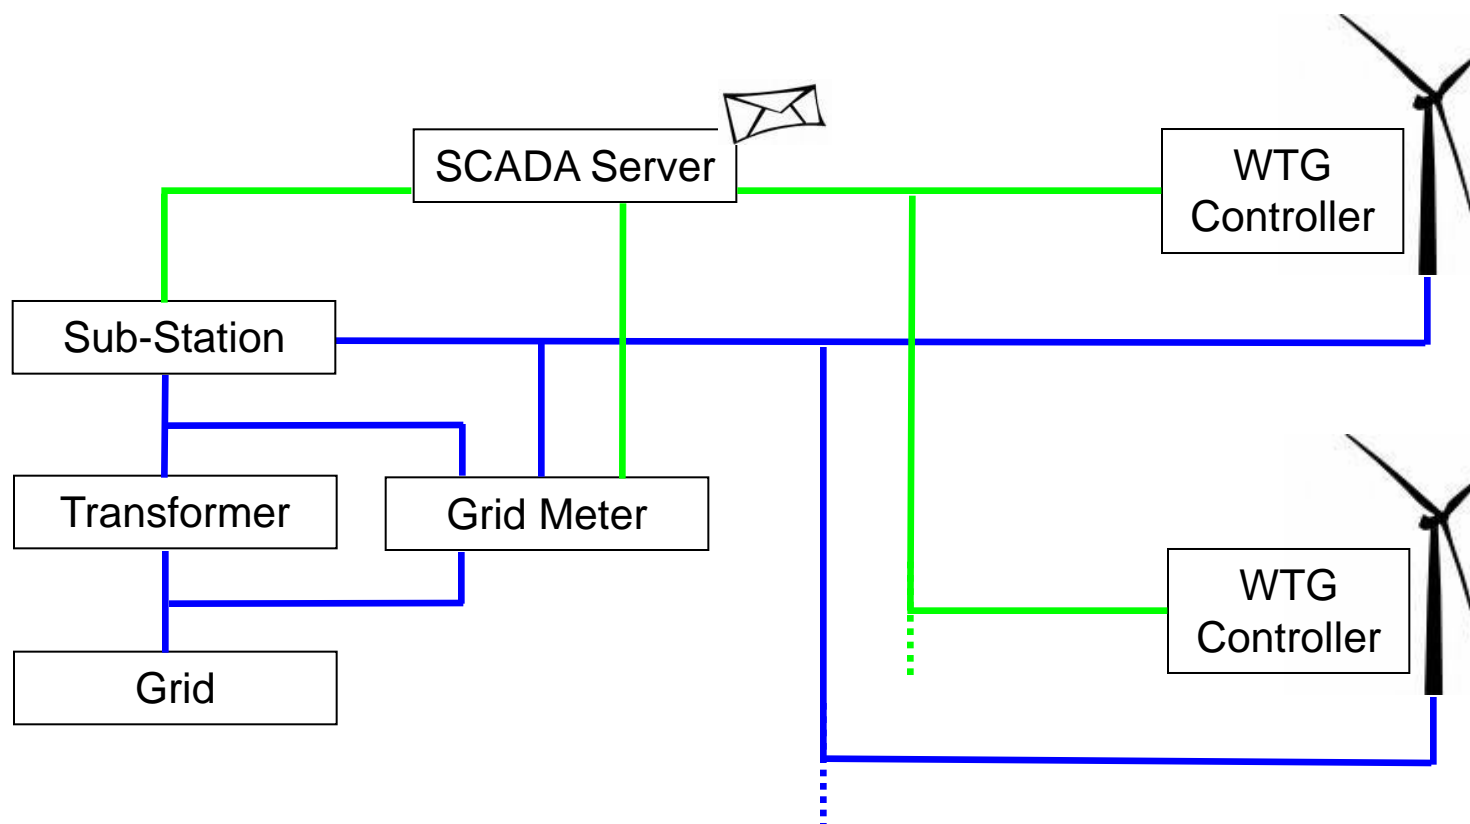 SCADA Server
WTG
Controller
Sub-Station
Transformer
Grid Meter
WTG
Controller
Grid